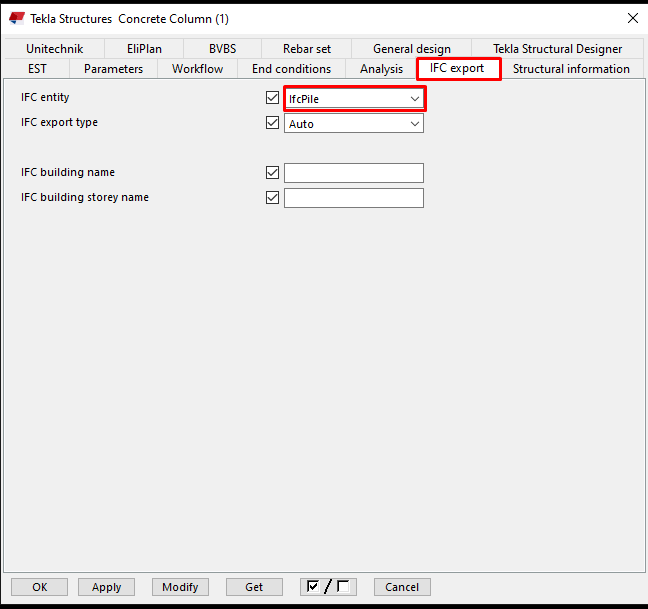 Tekla Structures  Concrete Column (1)
Unitechnik EliPlan BVBS Rebar set General design Tekla Structural Designer
EST Parameters Workflow End conditions Analysis IFC export Structural information
IFC entity IfcPile
IFC export type Auto
IFC building name
IFC building storey name
OK Apply Modify Get / Cancel